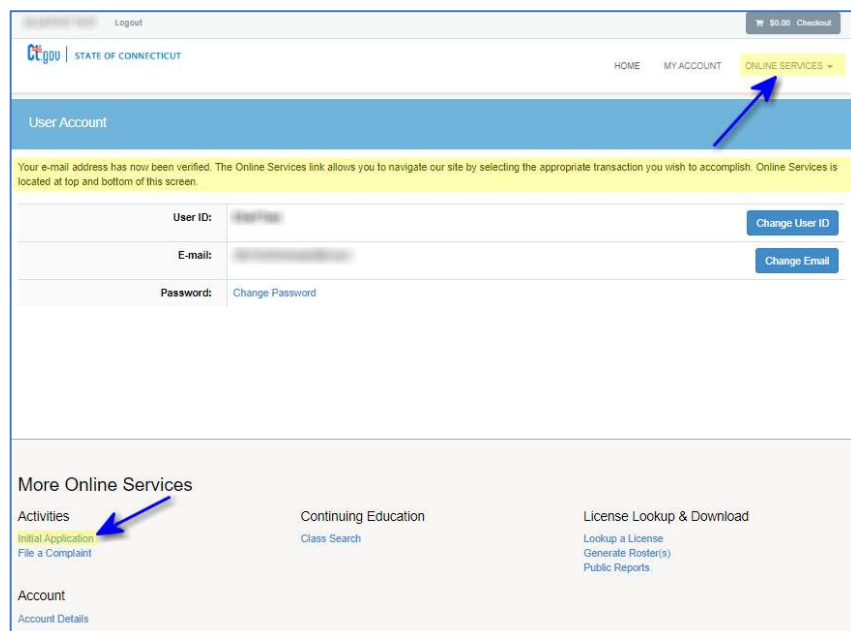 Logout
$0.00 Checkout
Ct.gov STATE OF CONNECTICUT
HOME MY ACCOUNT ONLINE SERVICES
User Account
Your e-mail address has now been verified. The Online Services link allows you to navigate our site by selecting the appropriate transaction you wish to accomplish. Online Services is
located at top and bottom of this screen.
User ID:
Change User ID
E-mail:
Change Email
Password: Change Password
More Online Services
Activities
Initial Application
File a Complaint
Continuing Education
Class Search
License Lookup & Download
Lookup a License
Generate Roster(s)
Public Reports
Account
Account Details